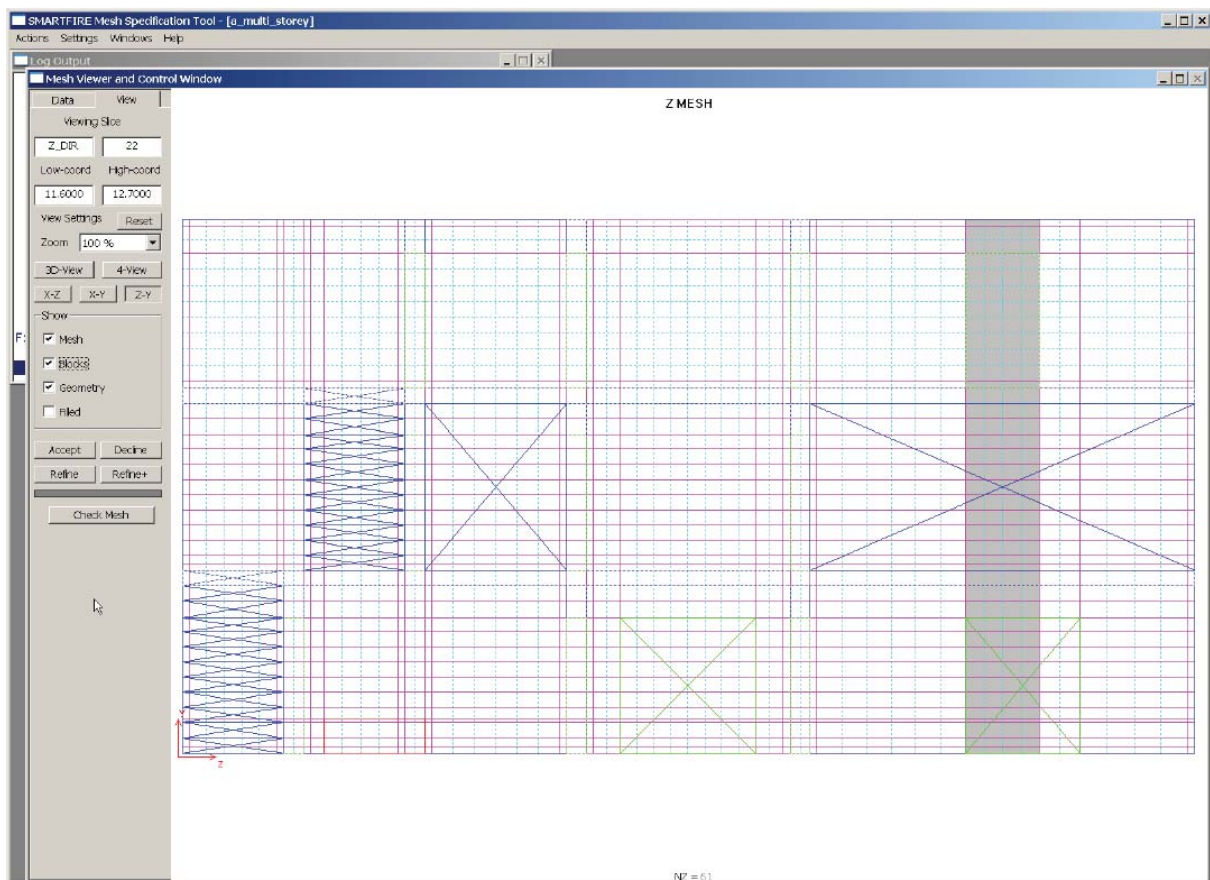 SMARTFIRE Mesh Specification Tool - [a_multi_storey]
Actions Settings Windows Help
Log Output
Mesh Viewer and Control Window
Data View
Viewing Slice
Z_DIR 22
Low-coord High-coord
11.6000 12.7000
View Settings Reset
Zoom 100 %
3D-View 4-View
X-Z X-Y Z-Y
Show
Mesh
Blocks
Geometry
Filled
Accept Decline
Refine Refine+
Check Mesh
Z MESH
Y
Z
NZ = 61